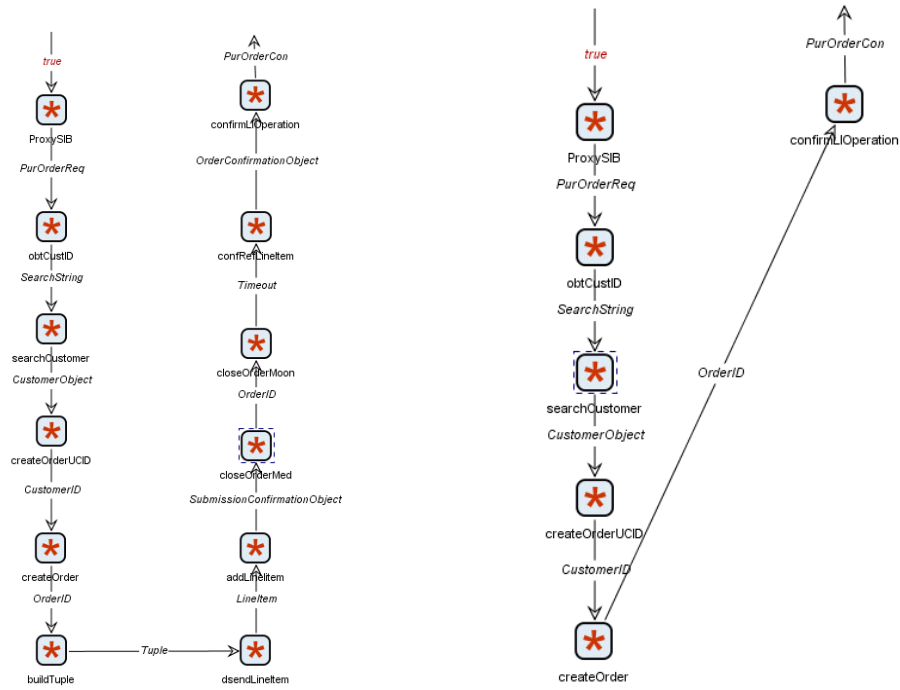 true
ProxySIB
PurOrderReq
obtCustID
SearchString
searchCustomer
CustomerObject
createOrderUCID
CustomerID
createOrder
OrderID
buildTuple
Tuple
dsendLineItem
LineItem
addLineIitem
SubmissionConfirmationObject
closeOrderMed
OrderID
closeOrderMoon
Timeout
confRefLineItem
OrderConfirmationObject
confirmLIOperation
PurOrderCon
true
ProxySIB
PurOrderReq
obtCustID
SearchString
searchCustomer
CustomerObject
createOrderUCID
CustomerID
createOrder
OrderID
confirmLIOperation
PurOrderCon